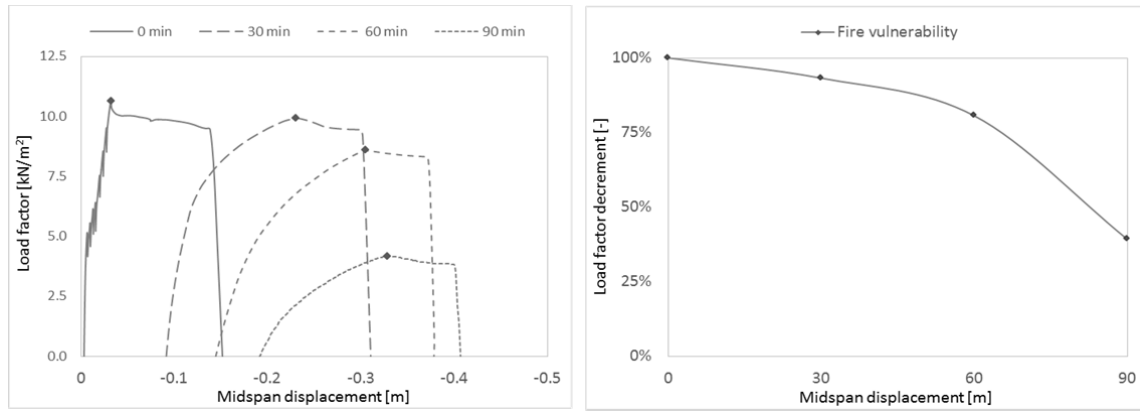 0 min 30 min 60 min 90 min
Load factor [kN/m²]
12.5
10.0
7.5
5.0
2.5
0.0
0 -0.1 -0.2 -0.3 -0.4 -0.5
Midspan displacement [m]
Fire vulnerability
Load factor decrement [-]
100%
75%
50%
25%
0%
0 30 60 90
Midspan displacement [m]